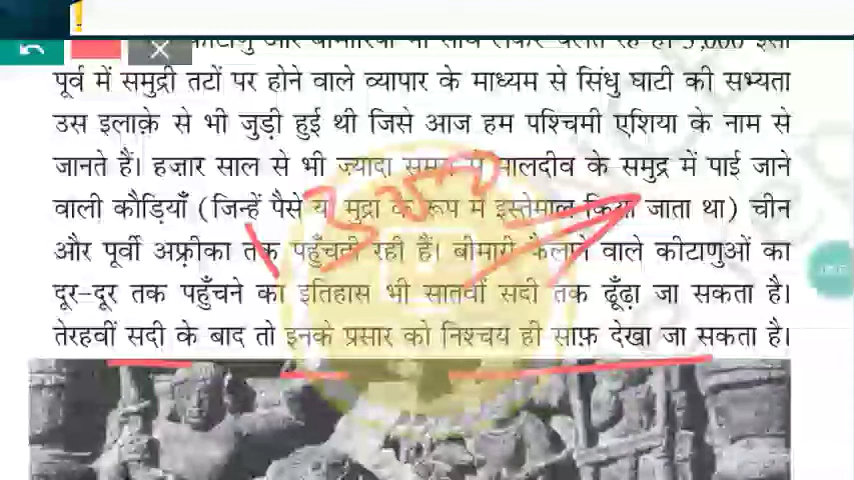 पूर्व में समुद्री तटों पर होने वाले व्यापार के माध्यम से सिंधु घाटी की सभ्यता
उस इलाक़े से भी जुड़ी हुई थी जिसे आज हम पश्चिमी एशिया के नाम से
जानते हैं। हज़ार साल से भी ज्यादा समय से मालदीव के समुद्र में पाई जाने
वाली कौड़ियाँ (जिन्हें पैसे या मुद्रा के रूप में इस्तेमाल किया जाता था) चीन
और पूर्वी अफ़्रीका तक पहुँचती रही हैं। बीमारी फैलाने वाले कीटाणुओं का
दूर-दूर तक पहुँचने का इतिहास भी सातवीं सदी तक ढूँढ़ा जा सकता है।
तेरहवीं सदी के बाद तो इनके प्रसार को निश्चय ही साफ़ देखा जा सकता है।